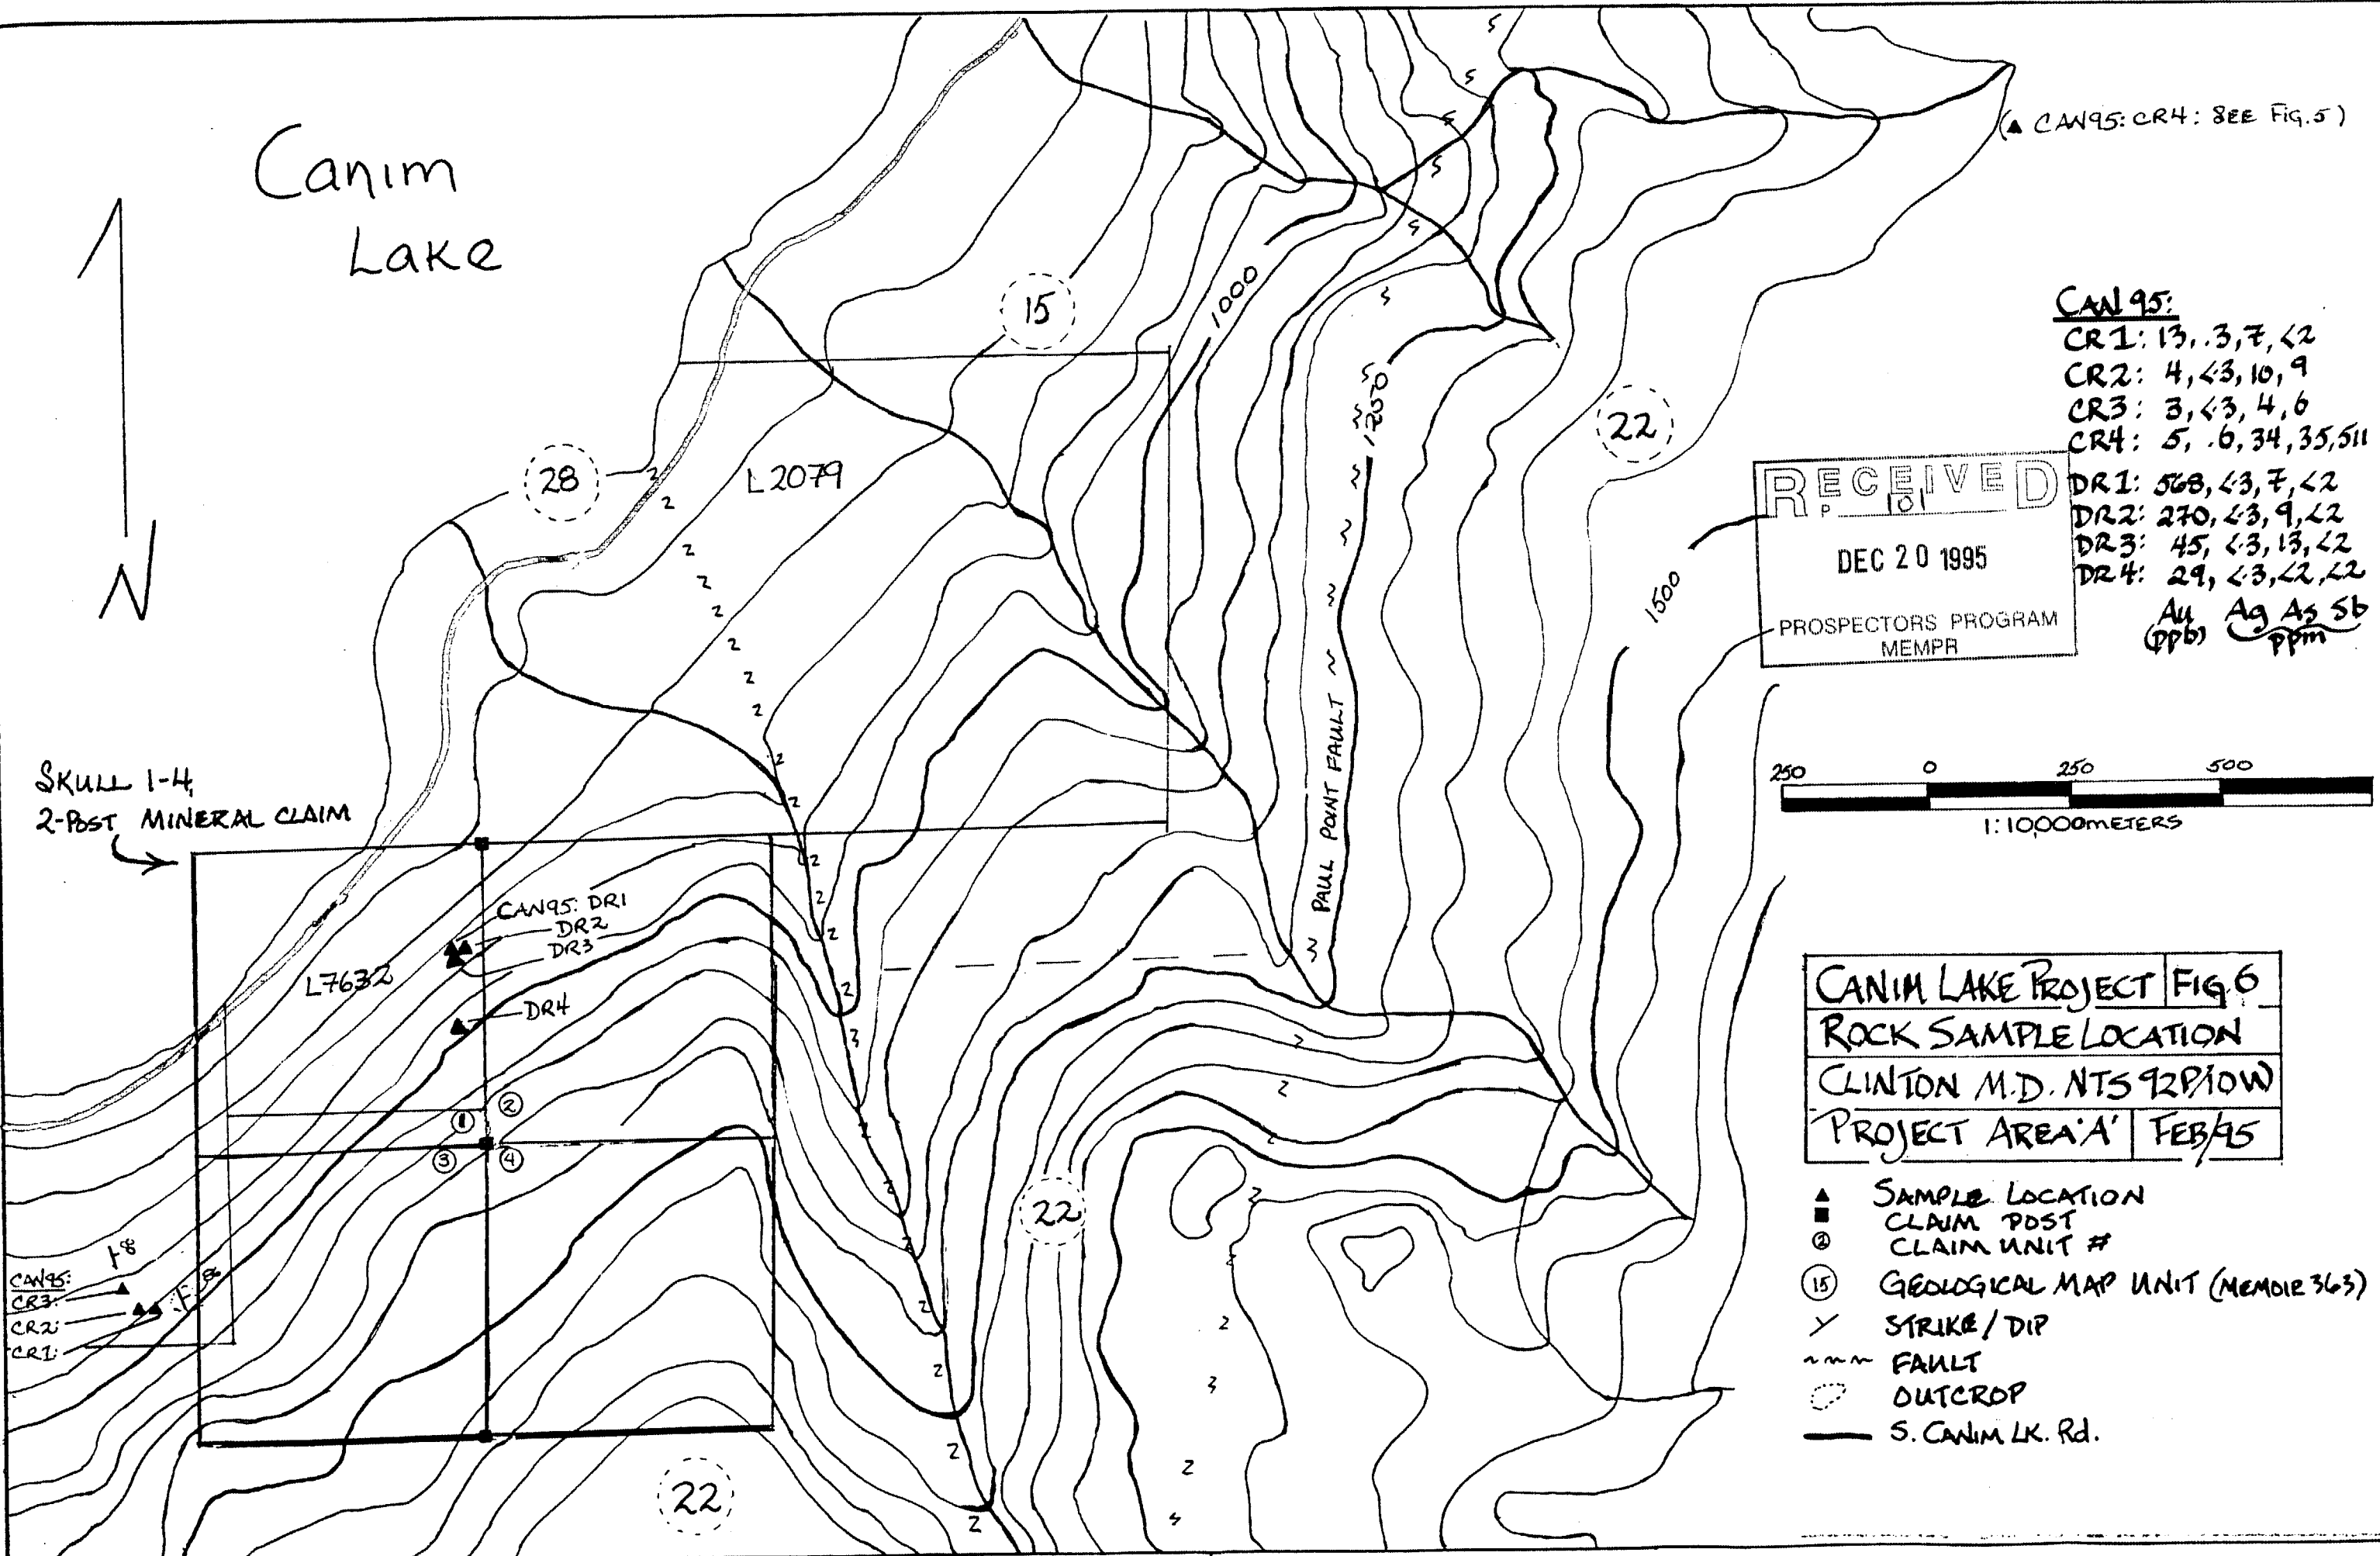 Canim
Lake
(▲ CAN95: CR4: SEE FIG. 5)
15
1000
CAN 95:
CR1: 13, .3, 7, <2
CR2: 4, <.3, 10, 9
CR3: 3, <.3, 4, 6
CR4: 5, .6, 34, 35,511
DR1: 568, <.3, 7, <2
DR2: 270, <.3, 9, <2
DR3: 45, <.3, 13, <2
DR4: 29, <.3, <2, <2
Au Ag As Sb
(ppb) ppm
1250
22
28
L2079
N
RECEIVED
DEC 20 1995
PROSPECTORS PROGRAM
MEMPR
1500
PAUL PONT FAULT
SKULL 1-4,
2-POST MINERAL CLAIM
250 0 250 500
1:10,000 METERS
CAN95: DR1
DR2
DR3
L7632
DR4
1
2
3
4
CANIM LAKE PROJECT FIG 6
ROCK SAMPLE LOCATION
CLINTON M.D. NTS 92P/10W
PROJECT AREA 'A' FEB/95
22
CAN95:
CR3:
CR2:
CR1:
▲ SAMPLE LOCATION
■ CLAIM POST
② CLAIM UNIT #
15 GEOLOGICAL MAP UNIT (MEMOIR 363)
STRIKE / DIP
FAULT
OUTCROP
S. CANIM LK. Rd.
22